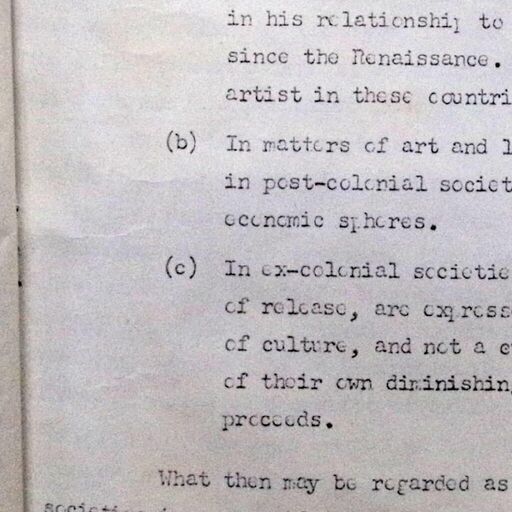 in his relationship to
since the Renaissance.
artist in these countri
(b) In matters of art and l
in post-colonial societ
economic spheres.
(c) In ex-colonial societie
of release, are express
of culture, and not a c
of their own diminishing
proceeds.
What then may be regarded as